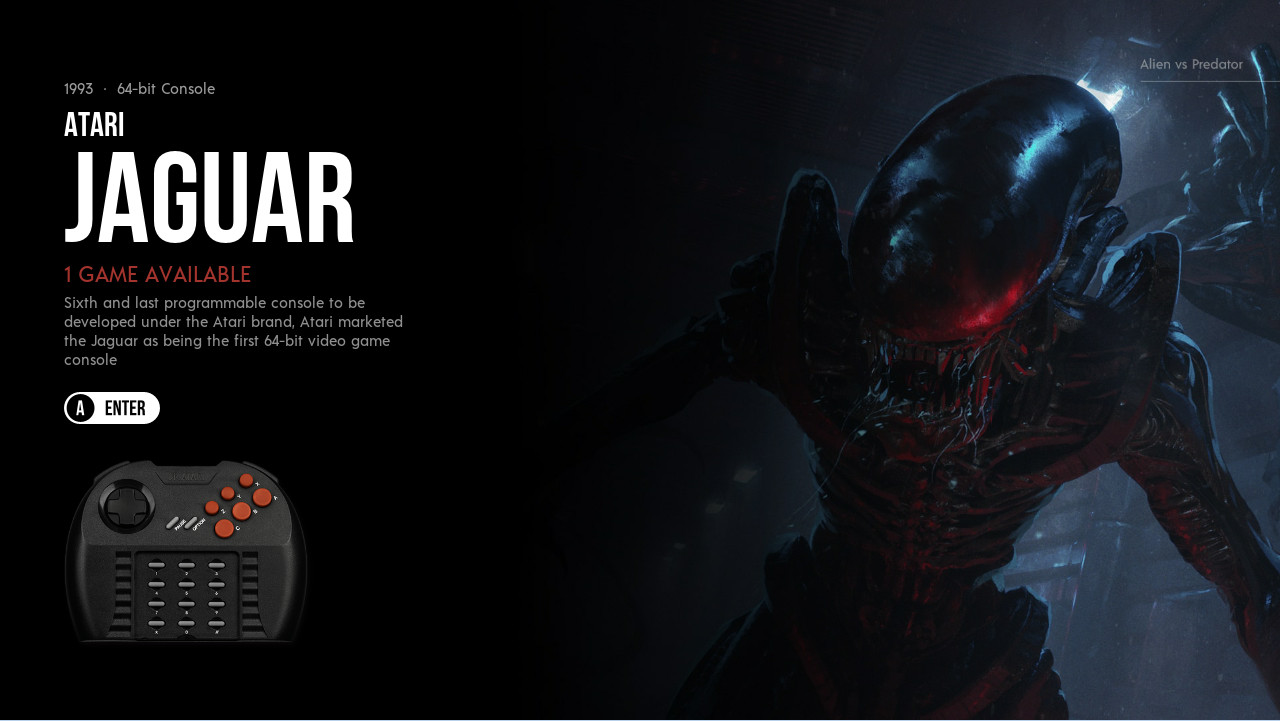 1993 · 64-bit Console
Alien vs Predator
ATARI
JAGUAR
1 GAME AVAILABLE
Sixth and last programmable console to be
developed under the Atari brand, Atari marketed
the Jaguar as being the first 64-bit video game
console
A ENTER
X
Y A
Z B
PAUSE OPTION C